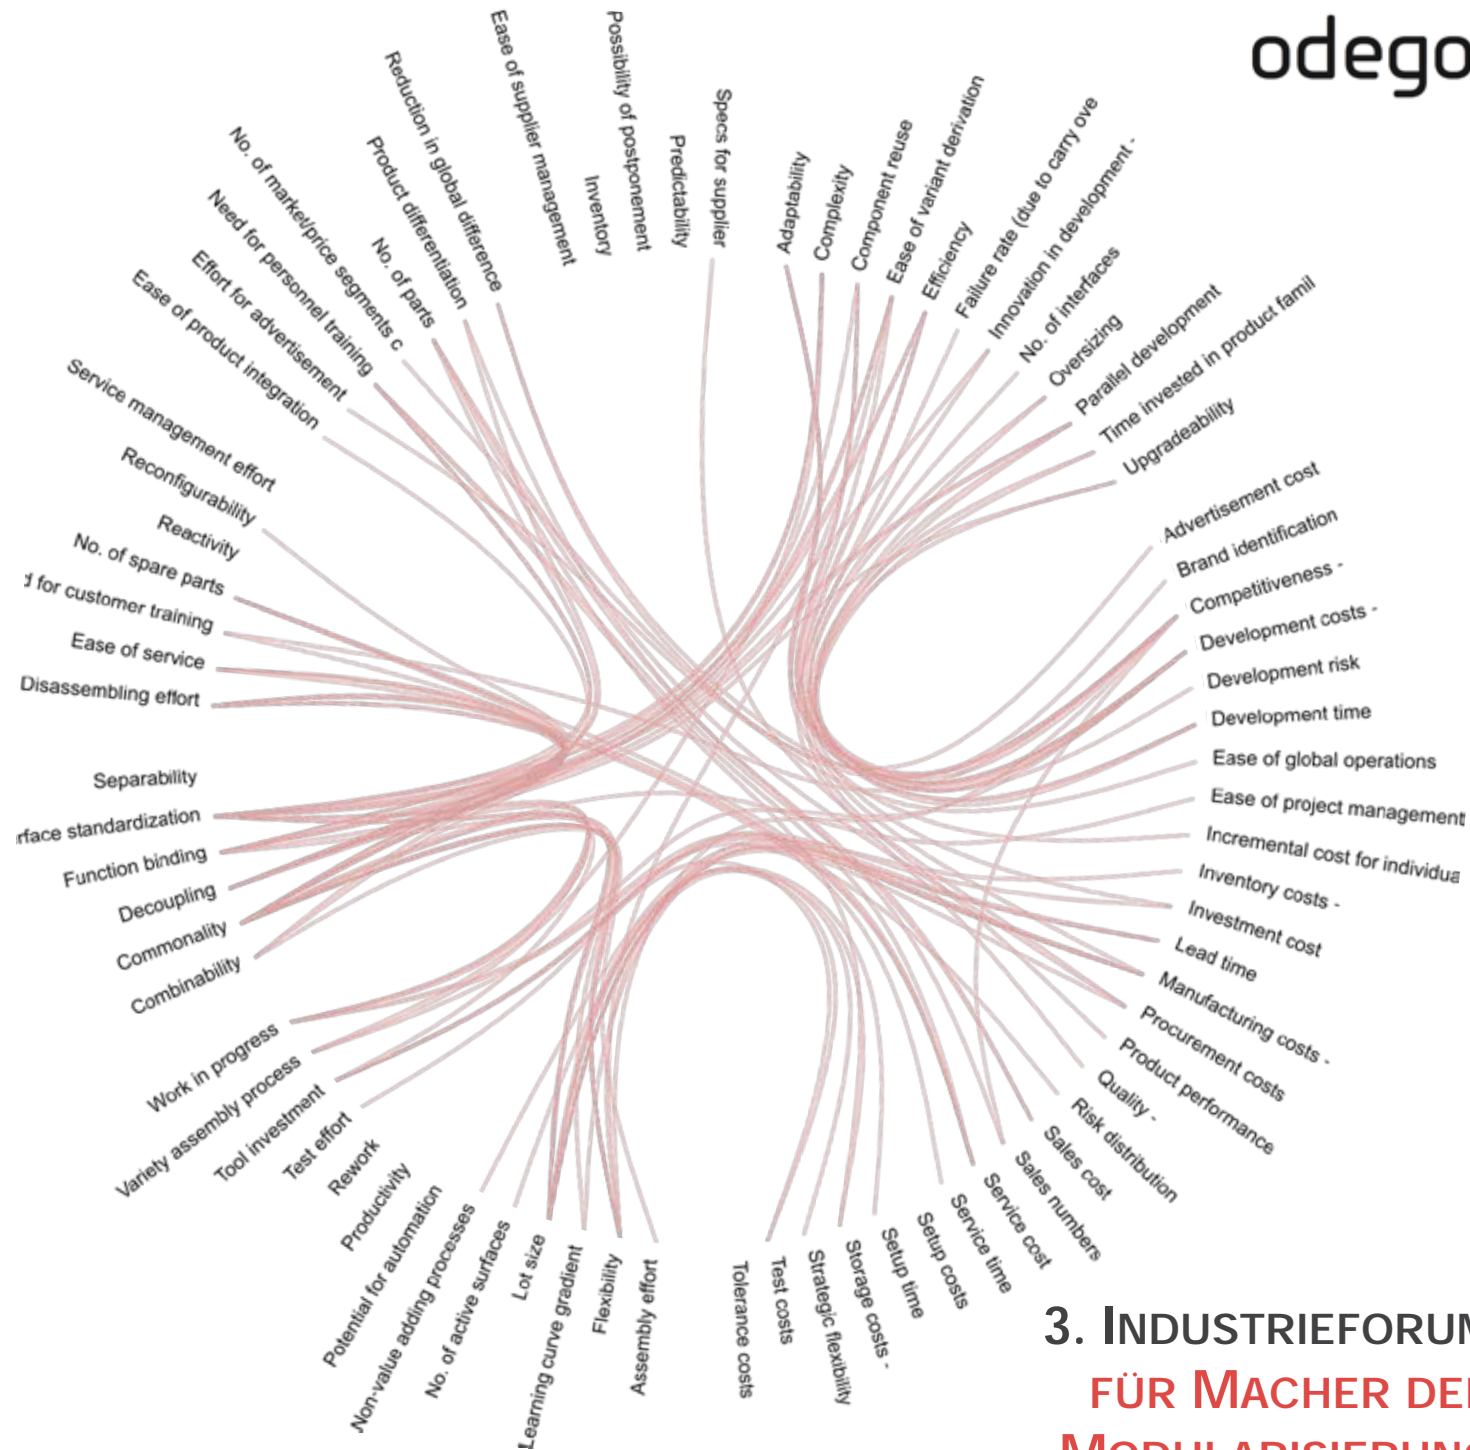 odego
Specs for supplier
Adaptability
Complexity
Component reuse
Ease of variant derivation
Efficiency
Failure rate (due to carry ove
Innovation in development -
No. of interfaces
Oversizing
Parallel development
Time invested in product famil
Upgradeability
Advertisement cost
Brand identification
Competitiveness -
Development costs -
Development risk
Development time
Ease of global operations
Ease of project management
Incremental cost for individua
Inventory costs -
Investment cost
Lead time
Manufacturing costs -
Procurement costs
Product performance
Quality -
Risk distribution
Sales cost
Sales numbers
Service cost
Service time
Setup costs
Setup time
Storage costs -
Strategic flexibility
Test costs
Tolerance costs
Assembly effort
Flexibility
Learning curve gradient
Lot size
No. of active surfaces
Non-value adding processes
Potential for automation
Productivity
Rework
Test effort
Tool investment
Variety assembly process
Work in progress
Combinability
Commonality
Decoupling
Function binding
rface standardization
Separability
Disassembling effort
Ease of service
d for customer training
No. of spare parts
Reactivity
Reconfigurability
Service management effort
Ease of product integration
Effort for advertisement
Need for personnel training
No. of market/price segments c
No. of parts
Product differentiation
Reduction in global difference
Ease of supplier management
Inventory
Possibility of postponement
Predictability
3. INDUSTRIEFORUM
FÜR MACHER DER
MODULARISIERUNG